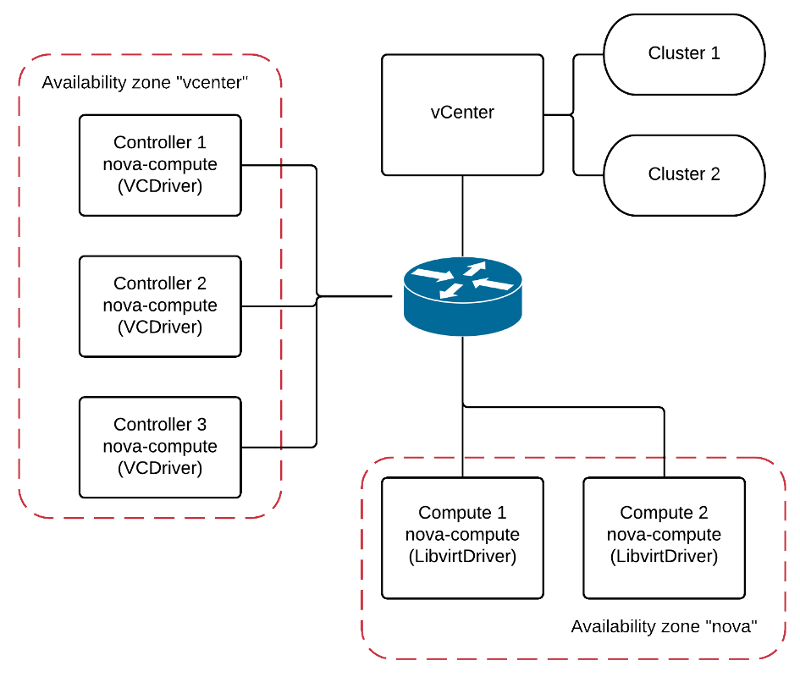 Availability zone "vcenter"
Controller 1
nova-compute
(VCDriver)
Controller 2
nova-compute
(VCDriver)
Controller 3
nova-compute
(VCDriver)
vCenter
Cluster 1
Cluster 2
Compute 1
nova-compute
(LibvirtDriver)
Compute 2
nova-compute
(LibvirtDriver)
Availability zone "nova"